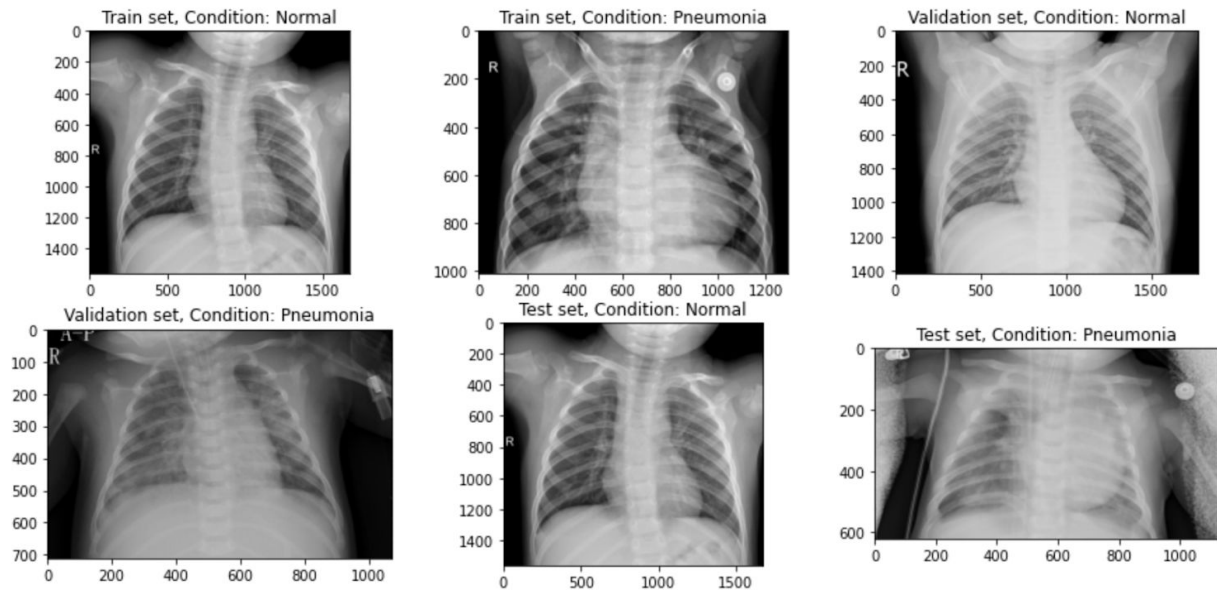 Train set, Condition: Normal
0
200
400
600
800
1000
1200
1400
0 500 1000 1500
R
Train set, Condition: Pneumonia
0
200
400
600
800
1000
0 200 400 600 800 1000 1200
R
Validation set, Condition: Normal
0
200
400
600
800
1000
1200
1400
0 500 1000 1500
R
Validation set, Condition: Pneumonia
0
100
200
300
400
500
600
700
0 200 400 600 800 1000
A-P
R
Test set, Condition: Normal
0
200
400
600
800
1000
1200
1400
0 500 1000 1500
R
Test set, Condition: Pneumonia
0
200
400
600
0 200 400 600 800 1000